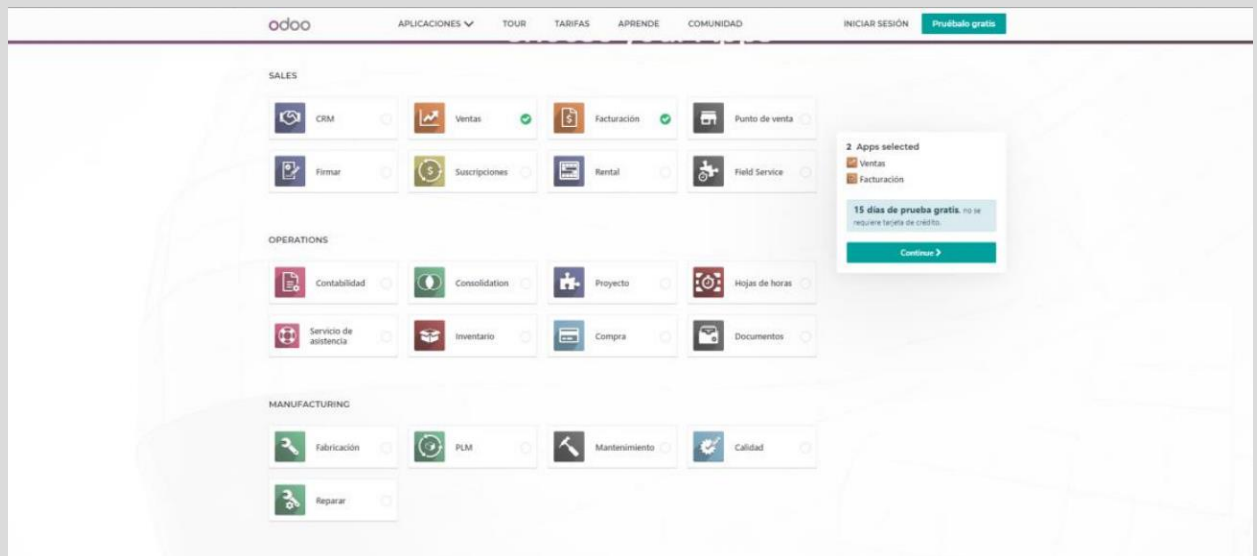 odoo
APLICACIONES
TOUR
TARIFAS
APRENDE
COMUNIDAD
INICIAR SESIÓN
Pruébalo gratis
Choose your Apps
SALES
CRM
Ventas
Facturación
Punto de venta
Firmar
Suscripciones
Rental
Field Service
2 Apps selected
Ventas
Facturación
15 días de prueba gratis, no se
requiere tarjeta de crédito.
Continue
OPERATIONS
Contabilidad
Consolidation
Proyecto
Hojas de horas
Servicio de
asistencia
Inventario
Compra
Documentos
MANUFACTURING
Fabricación
PLM
Mantenimiento
Calidad
Reparar